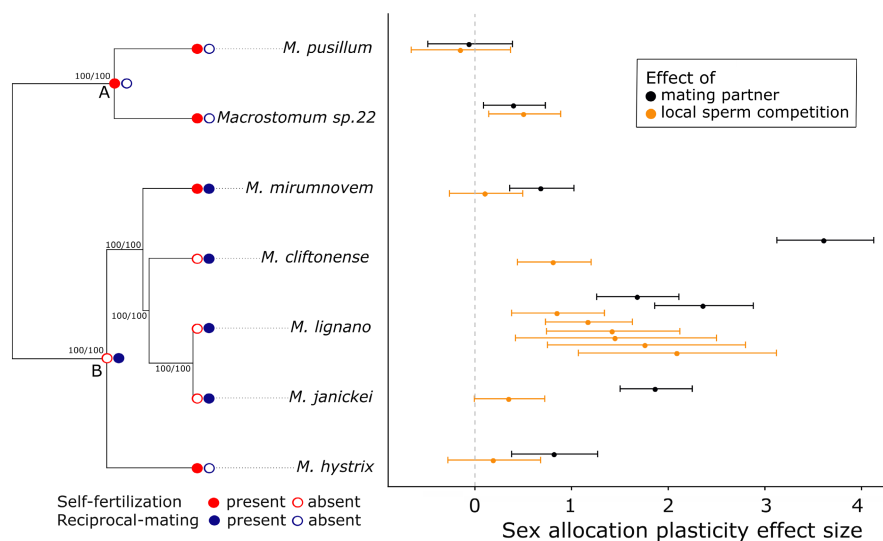 100/100
A
M. pusillum
Macrostomum sp.22
Effect of
mating partner
local sperm competition
M. mirumnovem
100/100
M. cliftonense
100/100
M. lignano
100/100
B
100/100
M. janickei
M. hystrix
Self-fertilization present absent
Reciprocal-mating present absent
0 1 2 3 4
Sex allocation plasticity effect size